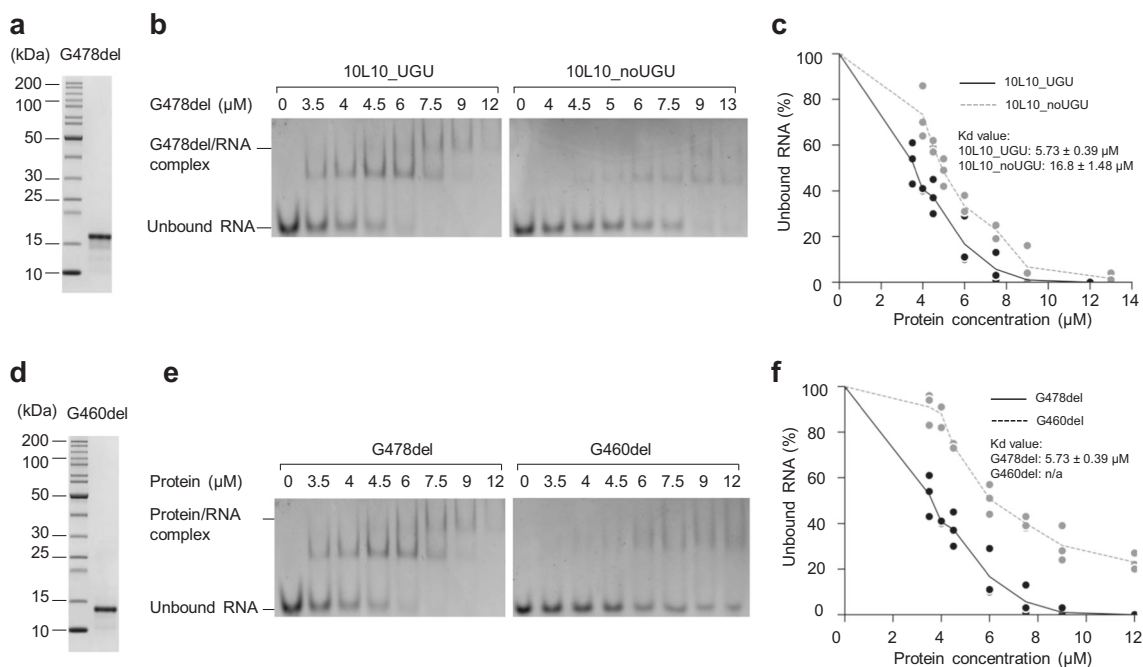 a
(kDa) G478del
200
100
50
30
25
15
10
b
10L10_UGU 10L10_noUGU
G478del (µM) 0 3.5 4 4.5 6 7.5 9 12 0 4 4.5 5 6 7.5 9 13
G478del/RNA
complex
Unbound RNA
c
100
80
60
40
20
0
Unbound RNA (%)
10L10_UGU
10L10_noUGU
Kd value:
10L10_UGU: 5.73 ± 0.39 µM
10L10_noUGU: 16.8 ± 1.48 µM
0 2 4 6 8 10 12 14
Protein concentration (µM)
d
(kDa) G460del
200
100
50
30
25
15
10
e
G478del G460del
Protein (µM) 0 3.5 4 4.5 6 7.5 9 12 0 3.5 4 4.5 6 7.5 9 12
Protein/RNA
complex
Unbound RNA
f
100
80
60
40
20
0
Unbound RNA (%)
G478del
G460del
Kd value:
G478del: 5.73 ± 0.39 µM
G460del: n/a
0 2 4 6 8 10 12
Protein concentration (µM)